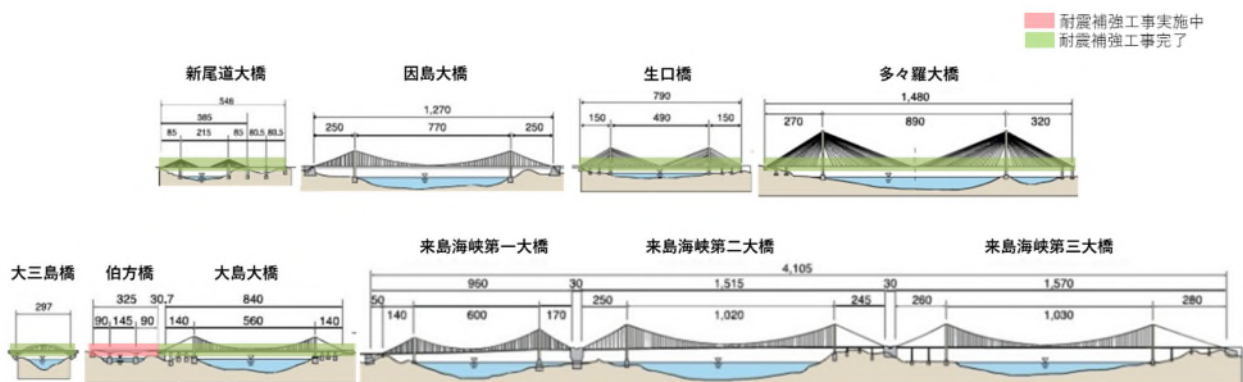 耐震補強工事実施中
耐震補強工事完了
新尾道大橋
546
385
85 215 85 80.5 80.5
因島大橋
1,270
250 770 250
生口橋
790
150 490 150
多々羅大橋
1,480
270 890 320
大三島橋
297
伯方橋
325 30.7
90 145 90
大島大橋
840
140 560 140
来島海峡第一大橋 来島海峡第二大橋 来島海峡第三大橋
4,105
960 30 1,515 30 1,570
50 140 600 170 250 1,020 245 260 1,030 280